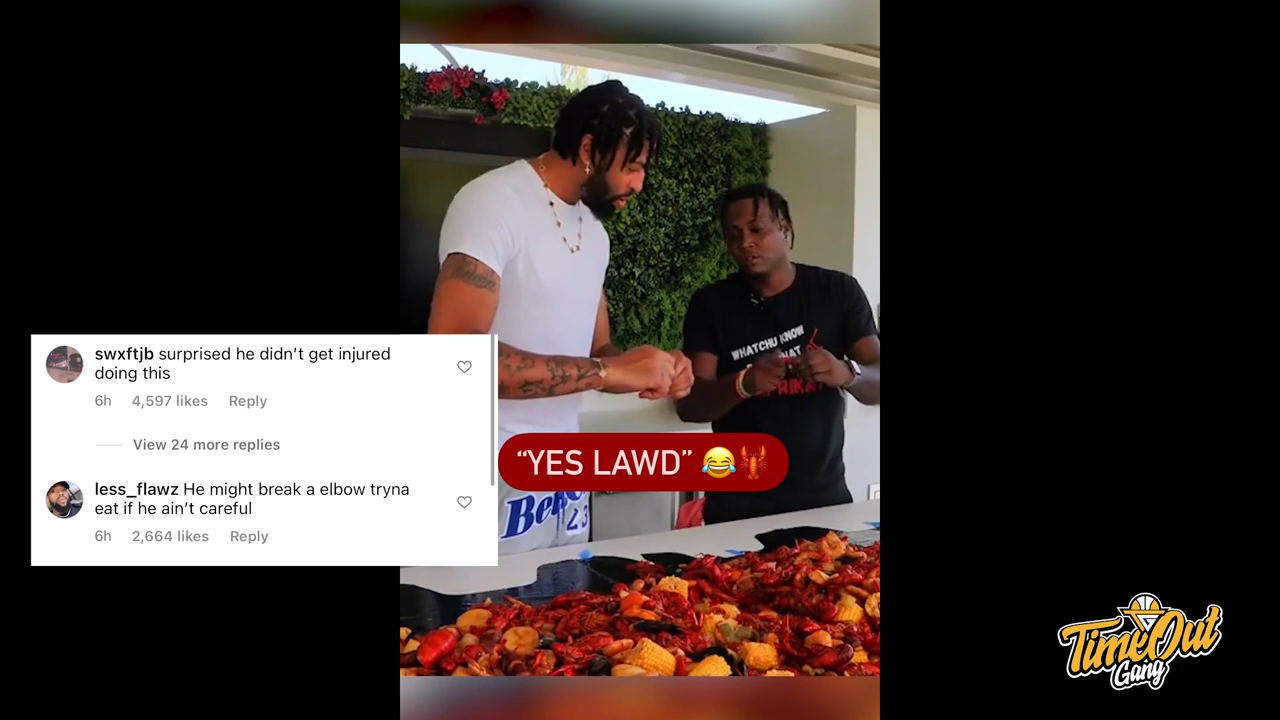 swxftjb surprised he didn't get injured
doing this
6h 4,597 likes Reply
View 24 more replies
less_flawz He might break a elbow tryna
eat if he ain't careful
6h 2,664 likes Reply
WHATCHU KNOW
"YES LAWD" 😂🦞
23
TimeOut
Gang